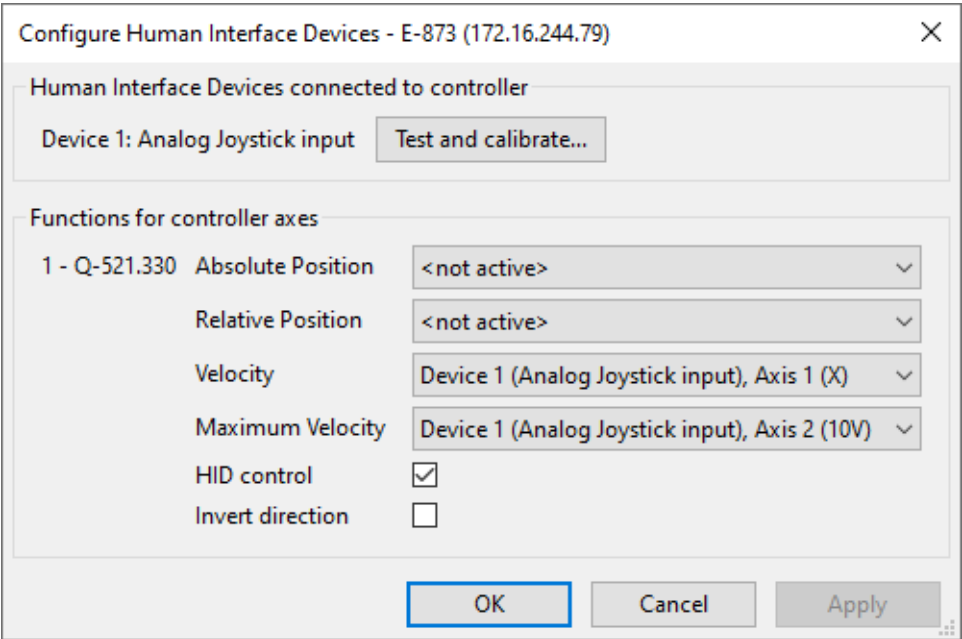 Configure Human Interface Devices - E-873 (172.16.244.79)
Human Interface Devices connected to controller
Device 1: Analog Joystick input Test and calibrate...
Functions for controller axes
1 - Q-521.330 Absolute Position <not active>
Relative Position <not active>
Velocity Device 1 (Analog Joystick input), Axis 1 (X)
Maximum Velocity Device 1 (Analog Joystick input), Axis 2 (10V)
HID control
Invert direction
OK Cancel Apply